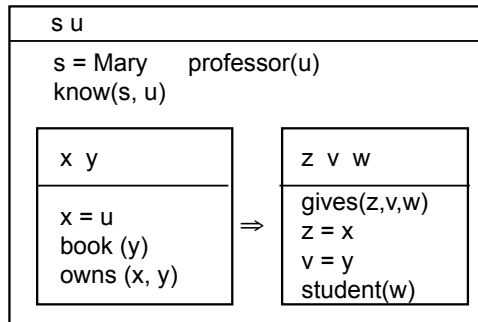 s u
s = Mary professor(u)
know(s, u)
x y
x = u
book (y)
owns (x, y)
⇒
z v w
gives(z,v,w)
z = x
v = y
student(w)